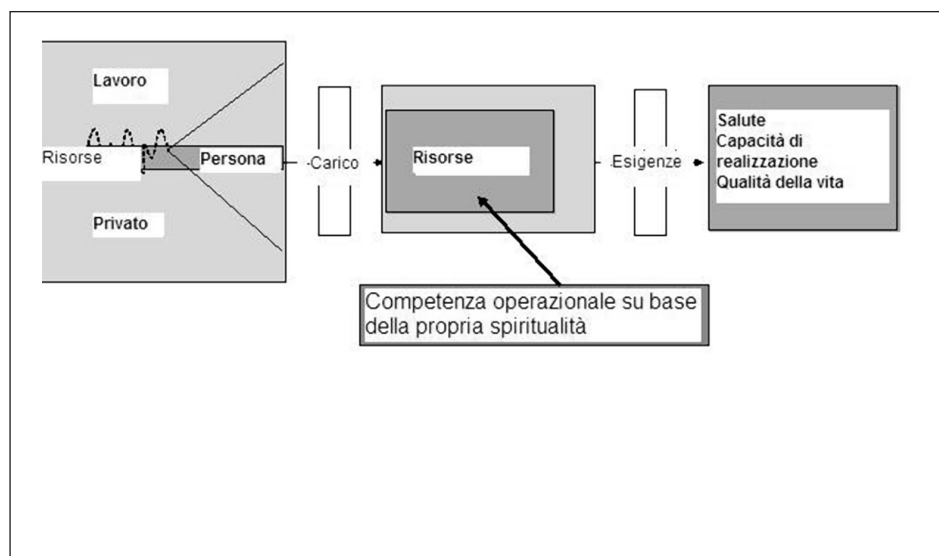 Lavoro
Risorse
Persona
Privato
Carico
Risorse
Esigenze
Salute
Capacità di
realizzazione
Qualità della vita
Competenza operazionale su base
della propria spiritualità